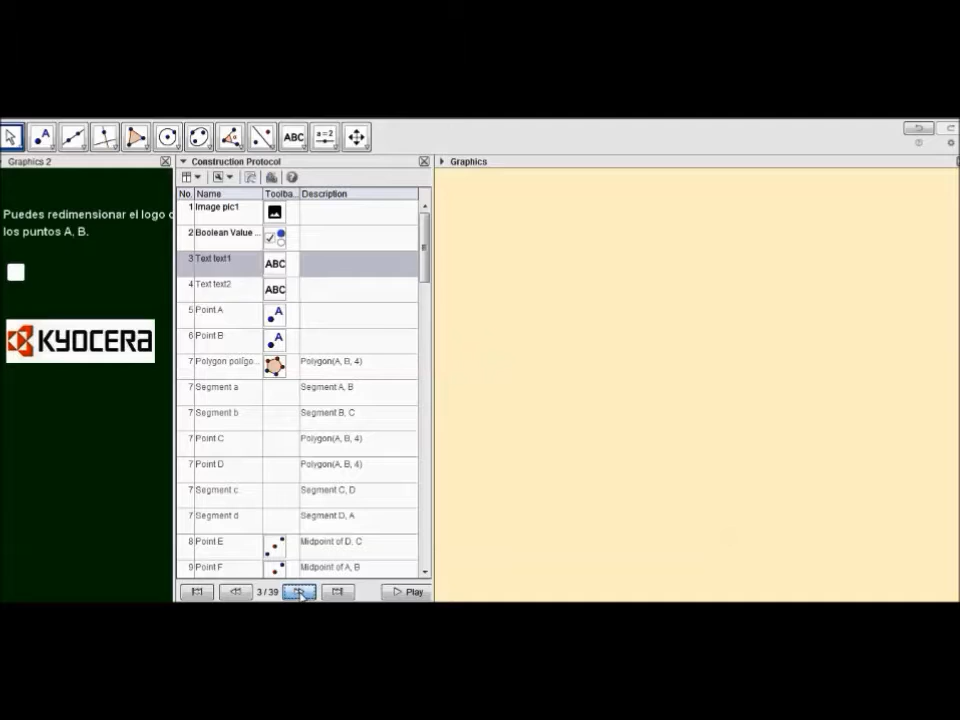 ABC
a=2
Graphics 2
Construction Protocol
Graphics
No. Name Toolba... Description
Puedes redimensionar el logo
los puntos A, B.
KYOCERA
1 Image pic1
2 Boolean Value ...
3 Text text1 ABC
4 Text text2 ABC
5 Point A A
6 Point B A
7 Polygon polígo... Polygon(A, B, 4)
7 Segment a Segment A, B
7 Segment b Segment B, C
7 Point C Polygon(A, B, 4)
7 Point D Polygon(A, B, 4)
7 Segment c Segment C, D
7 Segment d Segment D, A
8 Point E Midpoint of D, C
9 Point F Midpoint of A, B
3 / 39 Play